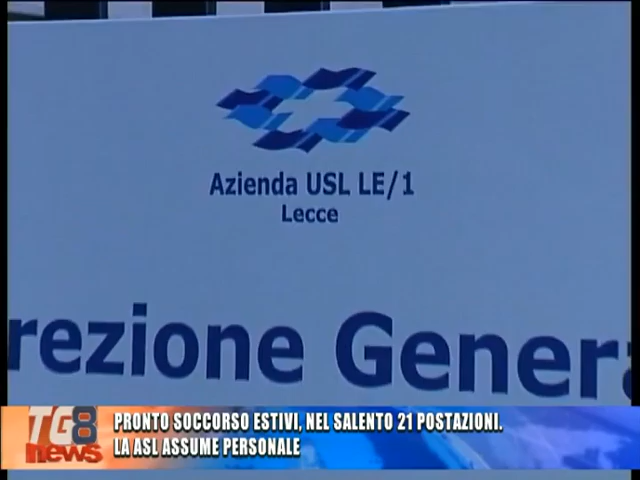 Azienda USL LE/1
Lecce
rezione Genera
TG8
news
PRONTO SOCCORSO ESTIVI, NEL SALENTO 21 POSTAZIONI.
LA ASL ASSUME PERSONALE